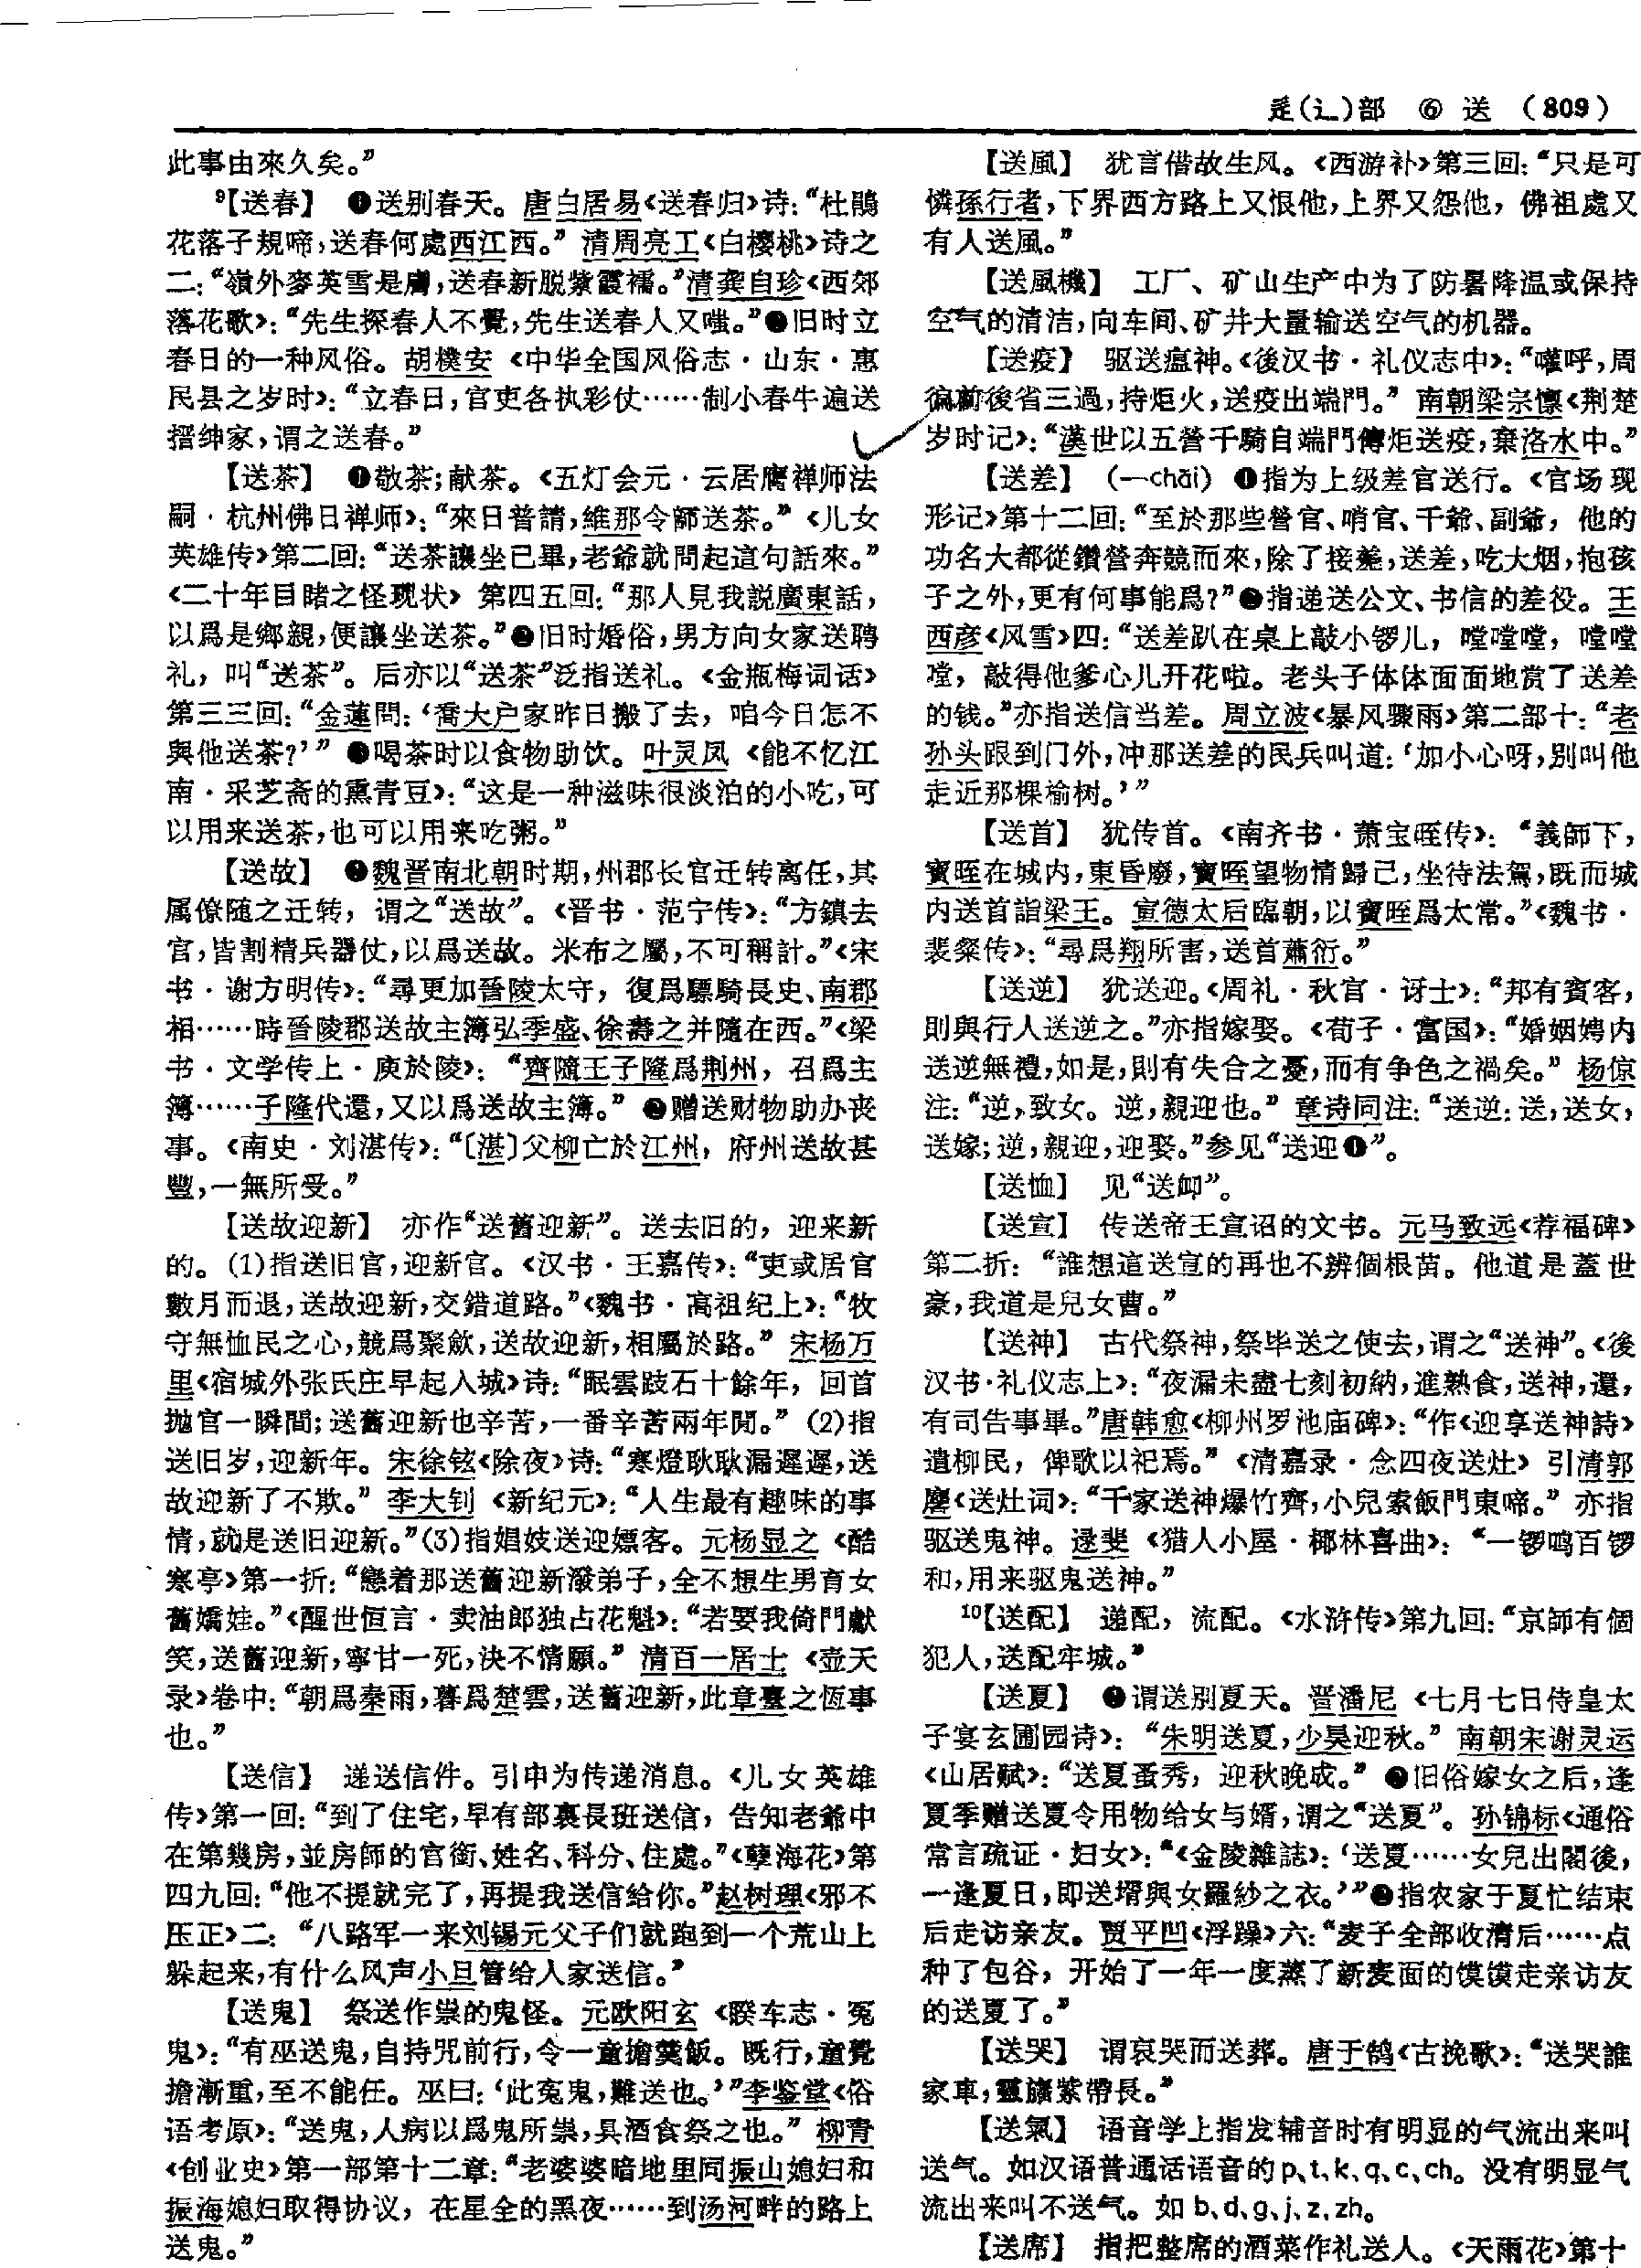 辵(辶)部 ⑥ 送 (809)
此事由來久矣。”
9【送春】 ❶送别春天。唐白居易《送春归》诗:“杜鵑
花落子規啼,送春何處西江西。” 清周亮工《白樱桃》诗之
二:“嶺外麥英雪是膚,送春新脱紫霞襦。”清龚自珍《西郊
落花歌》:“先生探春人不覺,先生送春人又嗤。”❷旧时立
春日的一种风俗。胡樸安《中华全国风俗志·山东·惠
民县之岁时》:“立春日,官吏各执彩仗……制小春牛遍送
搢绅家,谓之送春。”
【送茶】 ❶敬茶;献茶。《五灯会元·云居膺禅师法
嗣·杭州佛日禅师》:“來日普請,維那令師送茶。” 《儿女
英雄传》第二回:“送茶讓坐已畢,老爺就問起這句話來。”
《二十年目睹之怪现状》第四五回:“那人見我説廣東話,
以爲是鄉親,便讓坐送茶。”❷旧时婚俗,男方向女家送聘
礼,叫“送茶”。后亦以“送茶”泛指送礼。《金瓶梅词话》
第三三回:“金蓮問:‘喬大户家昨日搬了去,咱今日怎不
與他送茶?’” ❸喝茶时以食物助饮。叶灵凤《能不忆江
南·采芝斋的熏青豆》:“这是一种滋味很淡泊的小吃,可
以用来送茶,也可以用来吃粥。”
【送故】 ❶魏晋南北朝时期,州郡长官迁转离任,其
属僚随之迁转,谓之“送故”。《晋书·范宁传》:“方鎮去
官,皆割精兵器仗,以爲送故。米布之屬,不可稱計。”《宋
书·谢方明传》:“尋更加晉陵太守,復爲驃騎長史、南郡
相……時晉陵郡送故主簿弘季盛、徐壽之并隨在西。”《梁
书·文学传上·庾於陵》:“齊隨王子隆爲荆州,召爲主
簿……子隆代還,又以爲送故主簿。” ❷赠送财物助办丧
事。《南史·刘湛传》:“〔湛〕父柳亡於江州,府州送故甚
豐,一無所受。”
【送故迎新】 亦作“送舊迎新”。送去旧的,迎来新
的。(1)指送旧官,迎新官。《汉书·王嘉传》:“吏或居官
數月而退,送故迎新,交錯道路。”《魏书·高祖纪上》:“牧
守無恤民之心,競爲聚斂,送故迎新,相屬於路。” 宋杨万
里《宿城外张氏庄早起入城》诗:“眠雲跂石十餘年,回首
抛官一瞬間;送舊迎新也辛苦,一番辛苦兩年閒。” (2)指
送旧岁,迎新年。宋徐铉《除夜》诗:“寒燈耿耿漏遲遲,送
故迎新了不欺。” 李大钊《新纪元》:“人生最有趣味的事
情,就是送旧迎新。”(3)指娼妓送迎嫖客。元杨显之《酷
寒亭》第一折:“戀着那送舊迎新潑弟子,全不想生男育女
舊嬌娃。”《醒世恒言·卖油郎独占花魁》:“若要我倚門獻
笑,送舊迎新,寧甘一死,决不情願。” 清百一居士《壶天
录》卷中:“朝爲秦雨,暮爲楚雲,送舊迎新,此章臺之恆事
也。”
【送信】 递送信件。引申为传递消息。《儿女英雄
传》第一回:“到了住宅,早有部裏長班送信,告知老爺中
在第幾房,並房師的官銜、姓名、科分、住處。”《孽海花》第
四九回:“他不提就完了,再提我送信给你。”赵树理《邪不
压正》二:“八路军一来刘锡元父子们就跑到一个荒山上
躲起来,有什么风声小旦管给人家送信。”
【送鬼】 祭送作祟的鬼怪。元欧阳玄《睽车志·冤
鬼》:“有巫送鬼,自持咒前行,令一童擔羹飯。既行,童覺
擔漸重,至不能任。巫曰:‘此冤鬼,難送也。’”李鉴堂《俗
语考原》:“送鬼,人病以爲鬼所祟,具酒食祭之也。” 柳青
《创业史》第一部第十二章:“老婆婆暗地里同振山媳妇和
振海媳妇取得协议,在星全的黑夜……到汤河畔的路上
送鬼。”
【送風】 犹言借故生风。《西游补》第三回:“只是可
憐孫行者,下界西方路上又恨他,上界又怨他,佛祖處又
有人送風。”
【送風機】 工厂、矿山生产中为了防暑降温或保持
空气的清洁,向车间、矿井大量输送空气的机器。
【送疫】 驱送瘟神。《後汉书·礼仪志中》:“嚾呼,周
徧前後省三過,持炬火,送疫出端門。” 南朝梁宗懔《荆楚
岁时记》:“漢世以五營千騎自端門傳炬送疫,棄洛水中。”
【送差】 (—chāi) ❶指为上级差官送行。《官场现
形记》第十二回:“至於那些營官、哨官、千爺、副爺,他的
功名大都從鑽營奔競而來,除了接差,送差,吃大烟,抱孩
子之外,更有何事能爲?”❷指递送公文、书信的差役。王
西彦《风雪》四:“送差趴在桌上敲小锣儿,嘡嘡嘡,嘡嘡
嘡,敲得他爹心儿开花啦。老头子体体面面地赏了送差
的钱。”亦指送信当差。周立波《暴风骤雨》第二部十:“老
孙头跟到门外,冲那送差的民兵叫道:‘加小心呀,别叫他
走近那棵榆树。’”
【送首】 犹传首。《南齐书·萧宝晊传》:“義師下,
寳晊在城内,東昏廢,寳晊望物情歸己,坐待法駕,既而城
内送首詣梁王。宣德太后臨朝,以寳晊爲太常。”《魏书·
裴粲传》:“尋爲翔所害,送首蕭衍。”
【送逆】 犹送迎。《周礼·秋官·讶士》:“邦有賓客,
則與行人送逆之。”亦指嫁娶。《荀子·富国》:“婚姻娉内
送逆無禮,如是,則有失合之憂,而有争色之禍矣。” 杨倞
注:“逆,致女。逆,親迎也。” 章诗同注:“送逆:送,送女,
送嫁;逆,親迎,迎娶。”参见“送迎❶”。
【送恤】 见“送卹”。
【送宣】 传送帝王宣诏的文书。元马致远《荐福碑》
第二折:“誰想這送宣的再也不辨個根苗。他道是蓋世
豪,我道是兒女曹。”
【送神】 古代祭神,祭毕送之使去,谓之“送神”。《後
汉书·礼仪志上》:“夜漏未盡七刻初納,進熟食,送神,還,
有司告事畢。”唐韩愈《柳州罗池庙碑》:“作《迎享送神詩》
遺柳民,俾歌以祀焉。” 《清嘉录·念四夜送灶》引清郭
麐《送灶词》:“千家送神爆竹齊,小兒索飯門東啼。” 亦指
驱送鬼神。逯斐《猎人小屋·椰林喜曲》:“一锣鸣百锣
和,用来驱鬼送神。”
10【送配】 递配,流配。《水浒传》第九回:“京師有個
犯人,送配牢城。”
【送夏】 ❶谓送别夏天。晋潘尼《七月七日侍皇太
子宴玄圃园诗》:“朱明送夏,少昊迎秋。” 南朝宋谢灵运
《山居赋》:“送夏蚤秀,迎秋晚成。” ❷旧俗嫁女之后,逢
夏季赠送夏令用物给女与婿,谓之“送夏”。孙锦标《通俗
常言疏证·妇女》:“《金陵雜誌》:‘送夏……女兒出閣後,
一逢夏日,即送壻與女羅紗之衣。’”❸指农家于夏忙结束
后走访亲友。贾平凹《浮躁》六:“麦子全部收清后……点
种了包谷,开始了一年一度蒸了新麦面的馍馍走亲访友
的送夏了。”
【送哭】 谓哀哭而送葬。唐于鹄《古挽歌》:“送哭誰
家車,靈旛紫帶長。”
【送氣】 语音学上指发辅音时有明显的气流出来叫
送气。如汉语普通话语音的p、t、k、q、c、ch。没有明显气
流出来叫不送气。如 b、d、g、j、z、zh。
【送席】 指把整席的酒菜作礼送人。《天雨花》第十